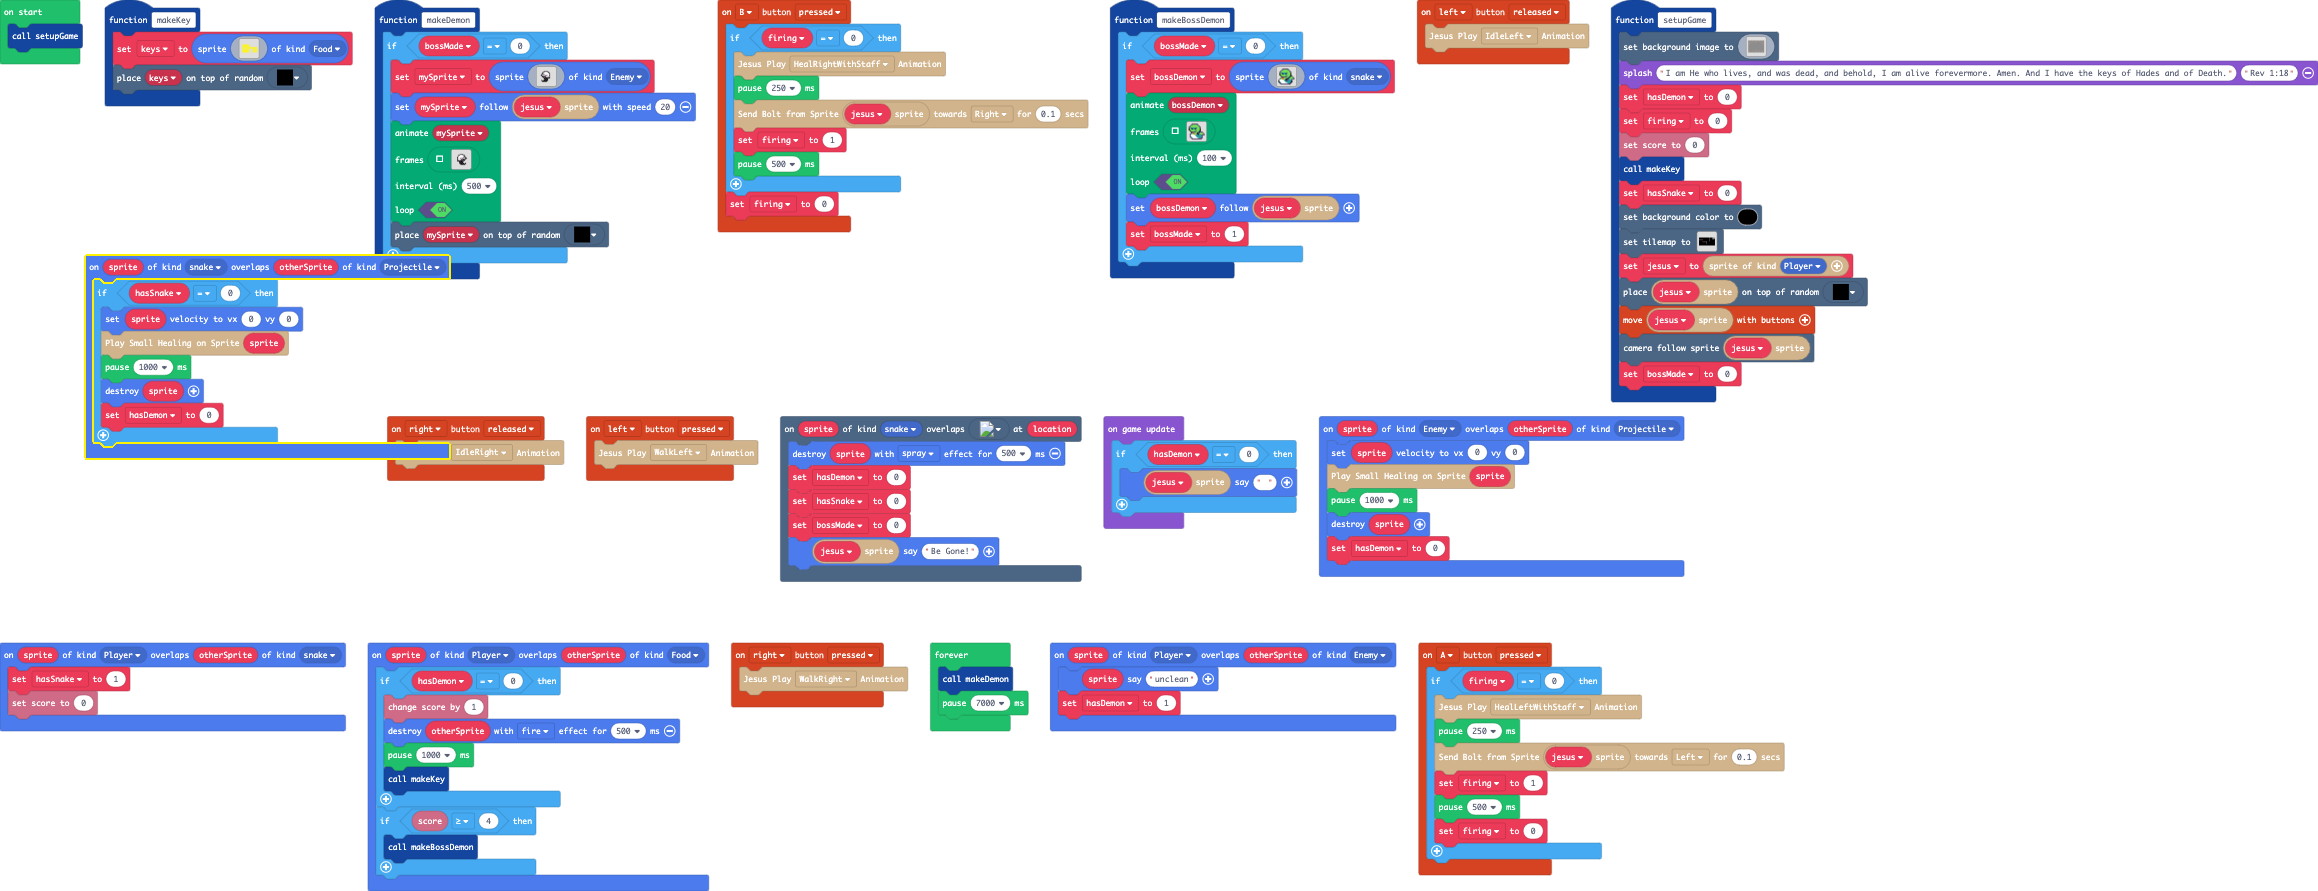 on start
call setupGame
function makeKey
set keys to sprite of kind Food
place keys on top of random
function makeDemon
if bossMade = 0 then
set mySprite to sprite of kind Enemy
set mySprite follow jesus sprite with speed 20
animate mySprite
frames
interval (ms) 500
loop ON
place mySprite on top of random
on B button pressed
if firing = 0 then
Jesus Play HealRightWithStaff Animation
pause 250 ms
Send Bolt from Sprite jesus sprite towards Right for 0.1 secs
set firing to 1
pause 500 ms
set firing to 0
function makeBossDemon
if bossMade = 0 then
set bossDemon to sprite of kind snake
animate bossDemon
frames
interval (ms) 100
loop ON
set bossDemon follow jesus sprite
set bossMade to 1
on left button released
Jesus Play IdleLeft Animation
function setupGame
set background image to
splash "I am He who lives, and was dead, and behold, I am alive forevermore. Amen. And I have the keys of Hades and of Death." "Rev 1:18"
set hasDemon to 0
set firing to 0
set score to 0
call makeKey
set hasSnake to 0
set background color to
set tilemap to
set jesus to sprite of kind Player
place jesus sprite on top of random
move jesus sprite with buttons
camera follow sprite jesus sprite
set bossMade to 0
on sprite of kind snake overlaps otherSprite of kind Projectile
if hasSnake = 0 then
set sprite velocity to vx 0 vy 0
Play Small Healing on Sprite sprite
pause 1000 ms
destroy sprite
set hasDemon to 0
on right button released
IdleRight Animation
on left button pressed
Jesus Play WalkLeft Animation
on sprite of kind snake overlaps at location
destroy sprite with spray effect for 500 ms
set hasDemon to 0
set hasSnake to 0
set bossMade to 0
jesus sprite say "Be Gone!"
on game update
if hasDemon = 0 then
jesus sprite say " "
on sprite of kind Enemy overlaps otherSprite of kind Projectile
set sprite velocity to vx 0 vy 0
Play Small Healing on Sprite sprite
pause 1000 ms
destroy sprite
set hasDemon to 0
on sprite of kind Player overlaps otherSprite of kind snake
set hasSnake to 1
set score to 0
on sprite of kind Player overlaps otherSprite of kind Food
if hasDemon = 0 then
change score by 1
destroy otherSprite with fire effect for 500 ms
pause 1000 ms
call makeKey
if score ≥ 4 then
call makeBossDemon
on right button pressed
Jesus Play WalkRight Animation
forever
call makeDemon
pause 7000 ms
on sprite of kind Player overlaps otherSprite of kind Enemy
sprite say "unclean"
set hasDemon to 1
on A button pressed
if firing = 0 then
Jesus Play HealLeftWithStaff Animation
pause 250 ms
Send Bolt from Sprite jesus sprite towards Left for 0.1 secs
set firing to 1
pause 500 ms
set firing to 0